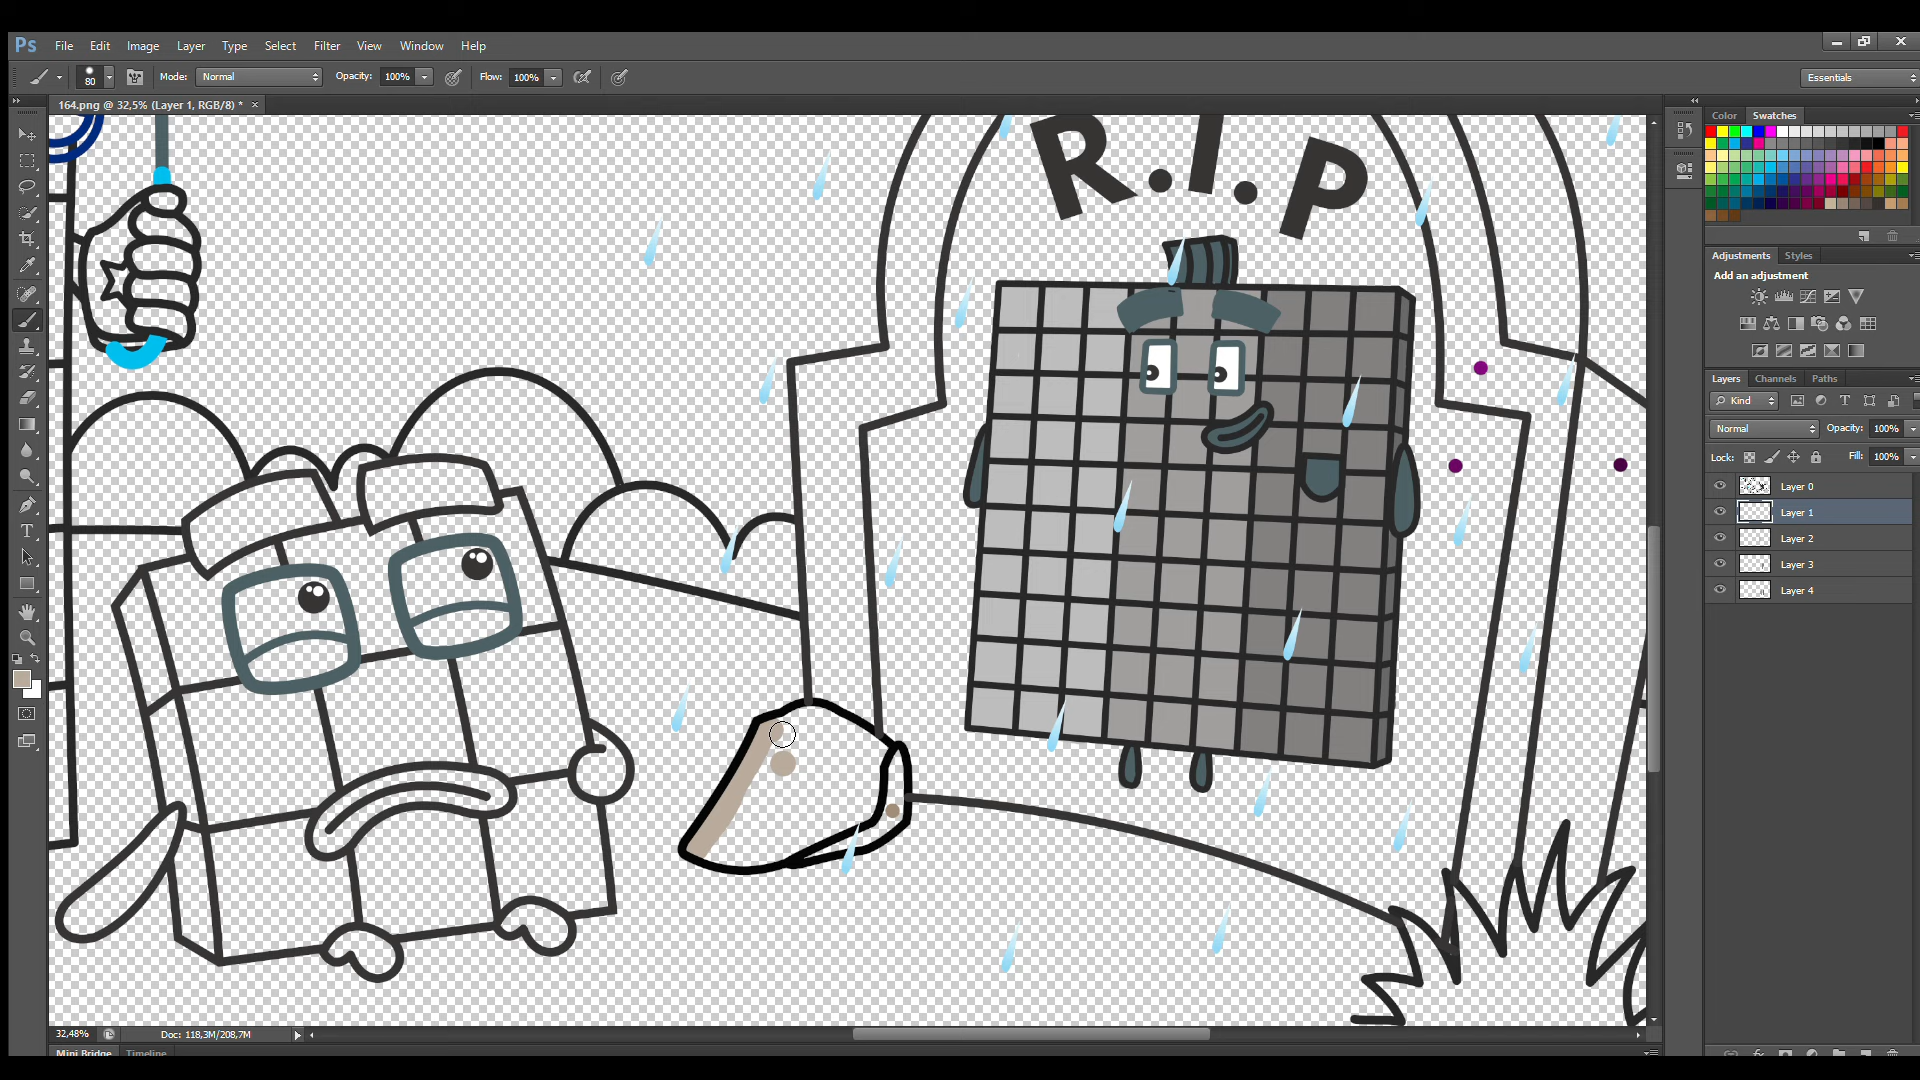 Ps File Edit Image Layer Type Select Filter View Window Help
80 Mode: Normal Opacity: 100% Flow: 100% Essentials
164.png @ 32,5% (Layer 1, RGB/8) * ×
Color Swatches
R.I.P
Adjustments Styles
Add an adjustment
Layers Channels Paths
Kind
Normal Opacity: 100%
Lock: Fill: 100%
Layer 0
Layer 1
Layer 2
Layer 3
Layer 4
32,48% Doc: 118,3M/208,7M
Mini Bridge Timeline